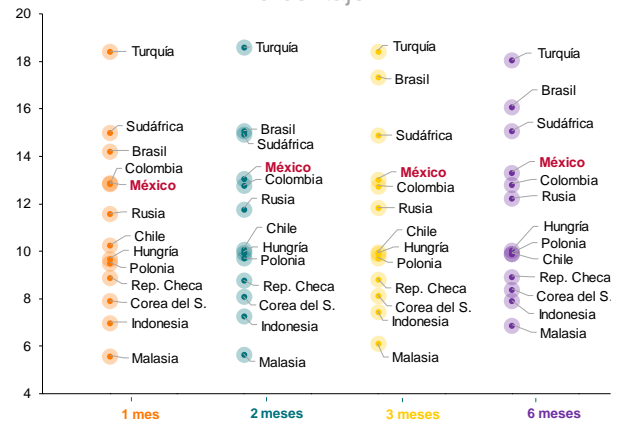 20
18
16
14
12
10
8
6
4
Turquía
Sudáfrica
Brasil
Colombia
México
Rusia
Chile
Hungría
Polonia
Rep. Checa
Corea del S.
Indonesia
Malasia
Turquía
Brasil
Sudáfrica
México
Colombia
Rusia
Chile
Hungría
Polonia
Rep. Checa
Corea del S.
Indonesia
Malasia
Turquía
Brasil
Sudáfrica
México
Colombia
Rusia
Chile
Hungría
Polonia
Rep. Checa
Corea del S.
Indonesia
Malasia
Turquía
Brasil
Sudáfrica
México
Colombia
Rusia
Hungría
Polonia
Chile
Rep. Checa
Corea del S.
Indonesia
Malasia
1 mes
2 meses
3 meses
6 meses